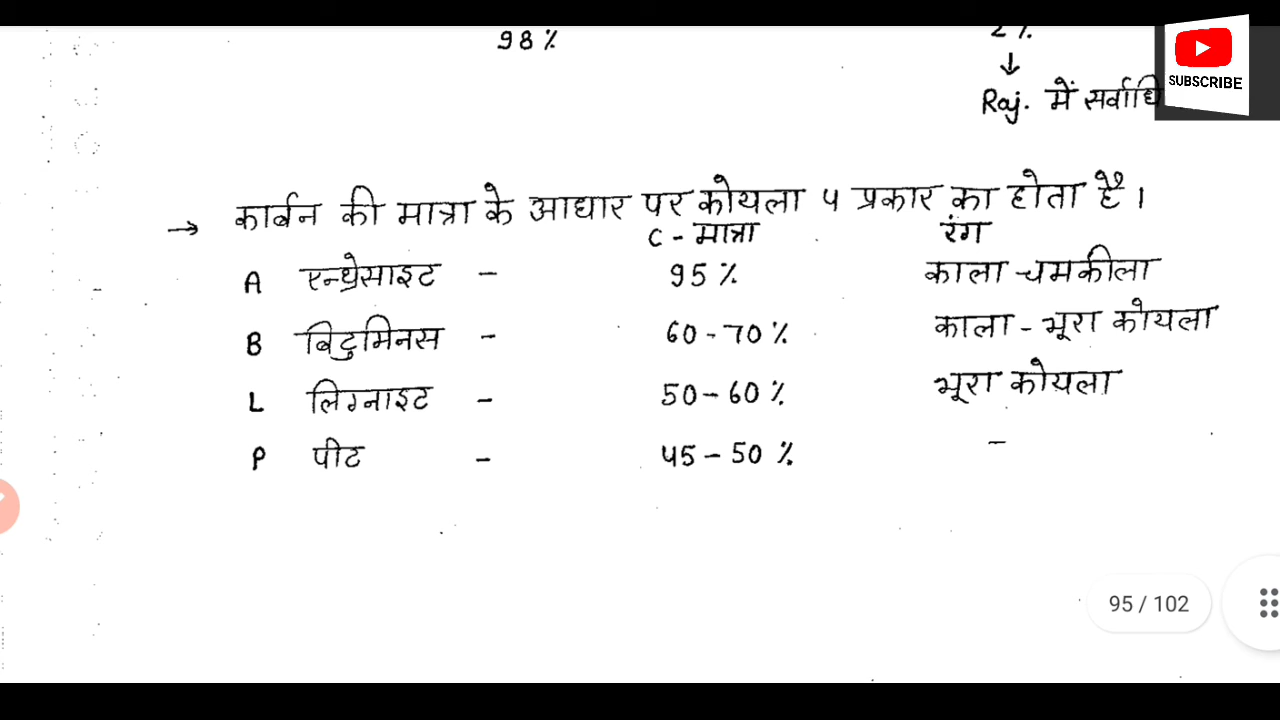 98%
2%
↓
SUBSCRIBE
Raj. में सर्वाधि
→ कार्बन की मात्रा के आधार पर कोयला 4 प्रकार का होता है।
C - मात्रा रंग
A एन्थ्रेसाइट - 95% काला चमकीला
B बिटुमिनस - 60-70% काला - भूरा कोयला
L लिग्नाइट - 50-60% भूरा कोयला
P पीट - 45-50% -
95 / 102